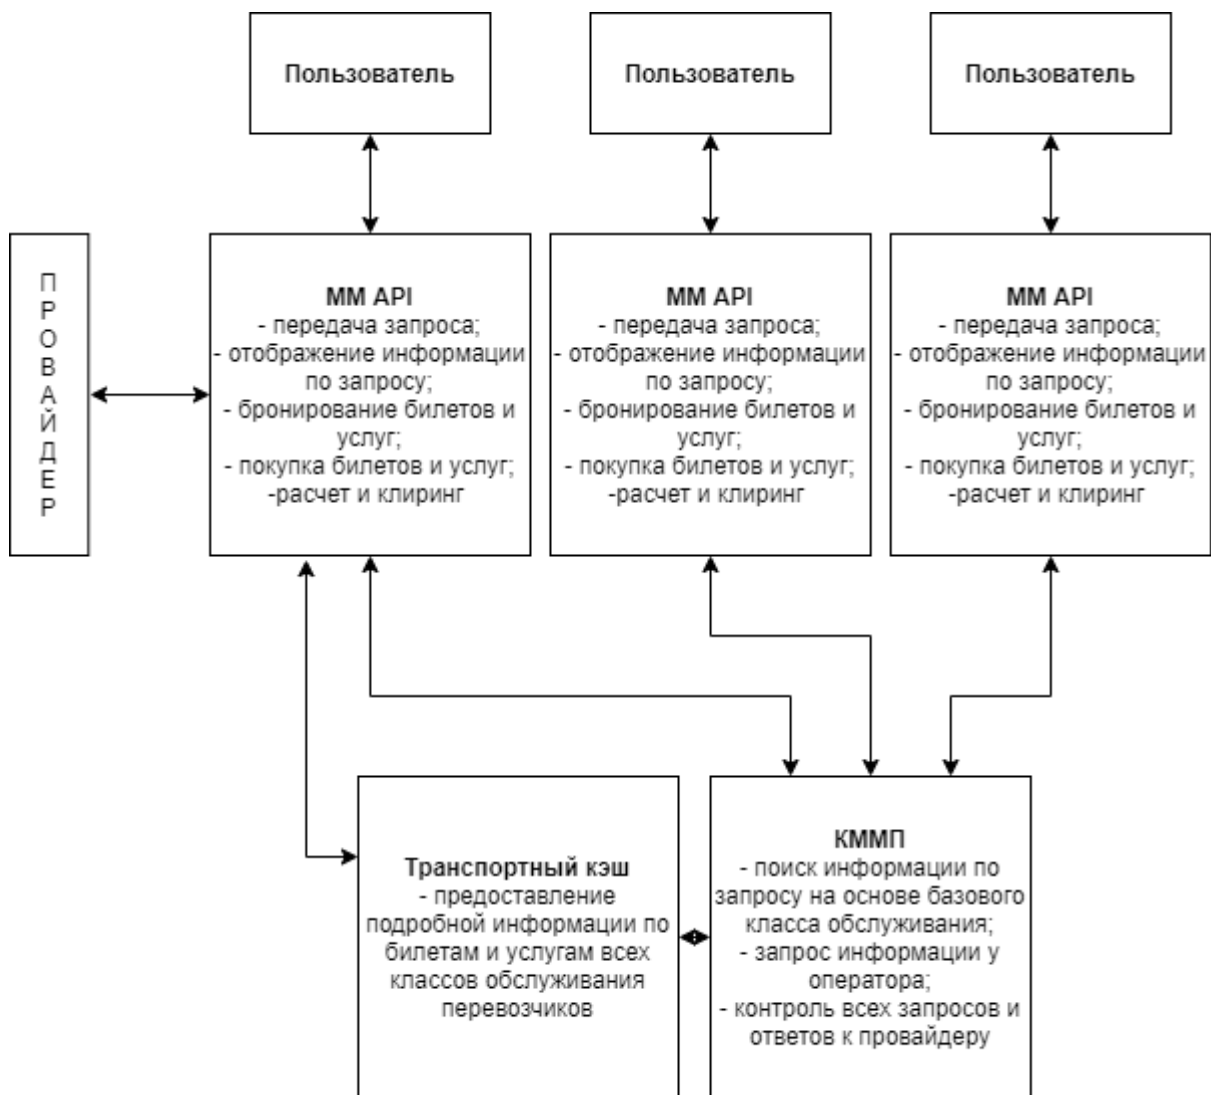 Пользователь
Пользователь
Пользователь
П
Р
О
В
А
Й
Д
Е
Р
MM API
- передача запроса;
- отображение информации
по запросу;
- бронирование билетов и
услуг;
- покупка билетов и услуг;
-расчет и клиринг
MM API
- передача запроса;
- отображение информации
по запросу;
- бронирование билетов и
услуг;
- покупка билетов и услуг;
-расчет и клиринг
MM API
- передача запроса;
- отображение информации
по запросу;
- бронирование билетов и
услуг;
- покупка билетов и услуг;
-расчет и клиринг
Транспортный кэш
- предоставление
подробной информации по
билетам и услугам всех
классов обслуживания
перевозчиков
КММП
- поиск информации по
запросу на основе базового
класса обслуживания;
- запрос информации у
оператора;
- контроль всех запросов и
ответов к провайдеру